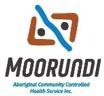 MOORUNDI
Aboriginal Community Controlled
Health Service Inc.